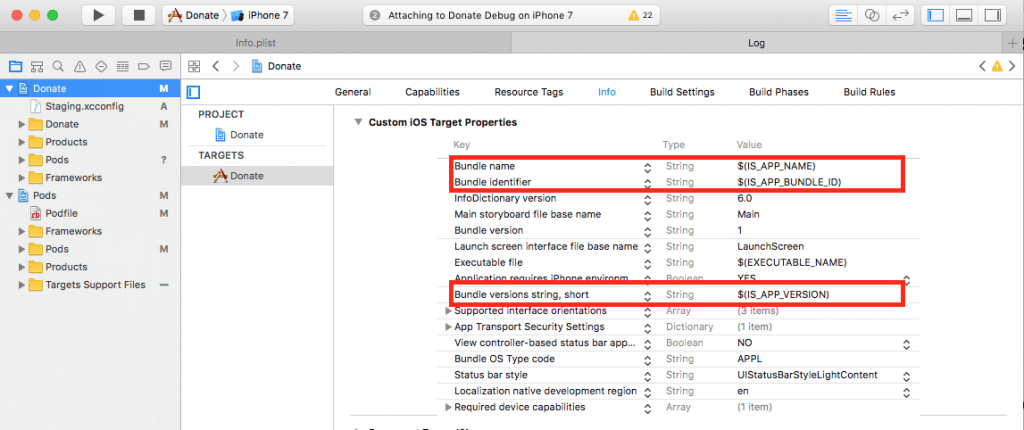 Donate iPhone 7 2 Attaching to Donate Debug on iPhone 7 22
Info.plist Log
Donate
Donate M
Staging.xcconfig A
Donate M
Products
Pods ?
Frameworks
Pods M
Podfile
Frameworks
Pods M
Products
Targets Support Files —
General Capabilities Resource Tags Info Build Settings Build Phases Build Rules
PROJECT
Donate
TARGETS
Donate
Custom iOS Target Properties
Key Type Value
Bundle name String $(IS_APP_NAME)
Bundle identifier String $(IS_APP_BUNDLE_ID)
InfoDictionary version String 6.0
Main storyboard file base name String Main
Bundle version String 1
Launch screen interface file base name String LaunchScreen
Executable file String $(EXECUTABLE_NAME)
Application requires iPhone environm... Boolean YES
Bundle versions string, short String $(IS_APP_VERSION)
Supported interface orientations Array (3 items)
App Transport Security Settings Dictionary (1 item)
View controller-based status bar app... Boolean NO
Bundle OS Type code String APPL
Status bar style String UIStatusBarStyleLightContent
Localization native development region String en
Required device capabilities Array (1 item)